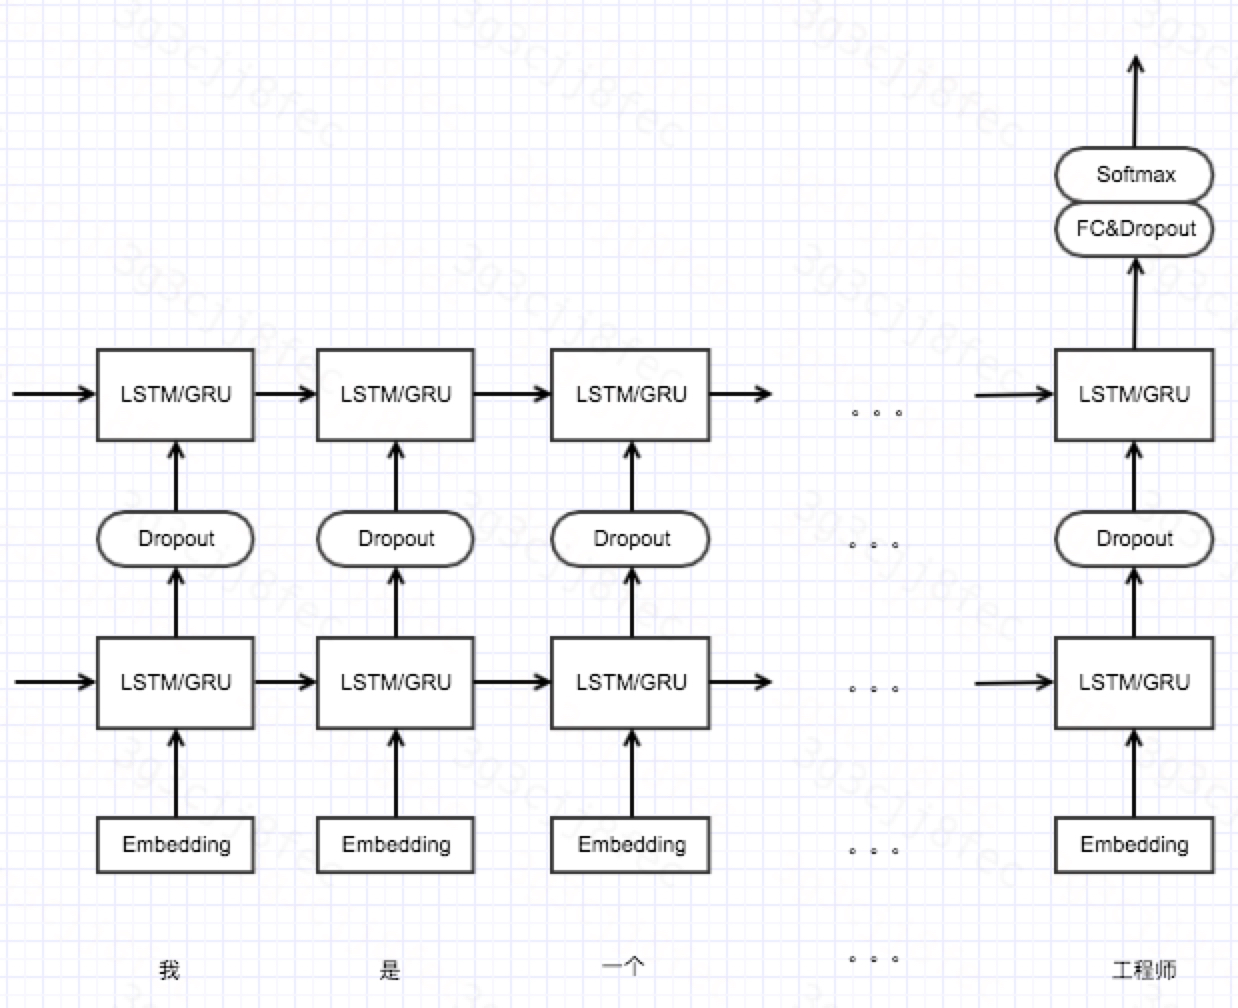 Softmax
FC&Dropout
LSTM/GRU LSTM/GRU LSTM/GRU LSTM/GRU
Dropout Dropout Dropout Dropout
LSTM/GRU LSTM/GRU LSTM/GRU LSTM/GRU
Embedding Embedding Embedding Embedding
我 是 一个 工程师
3g3cjj8fec